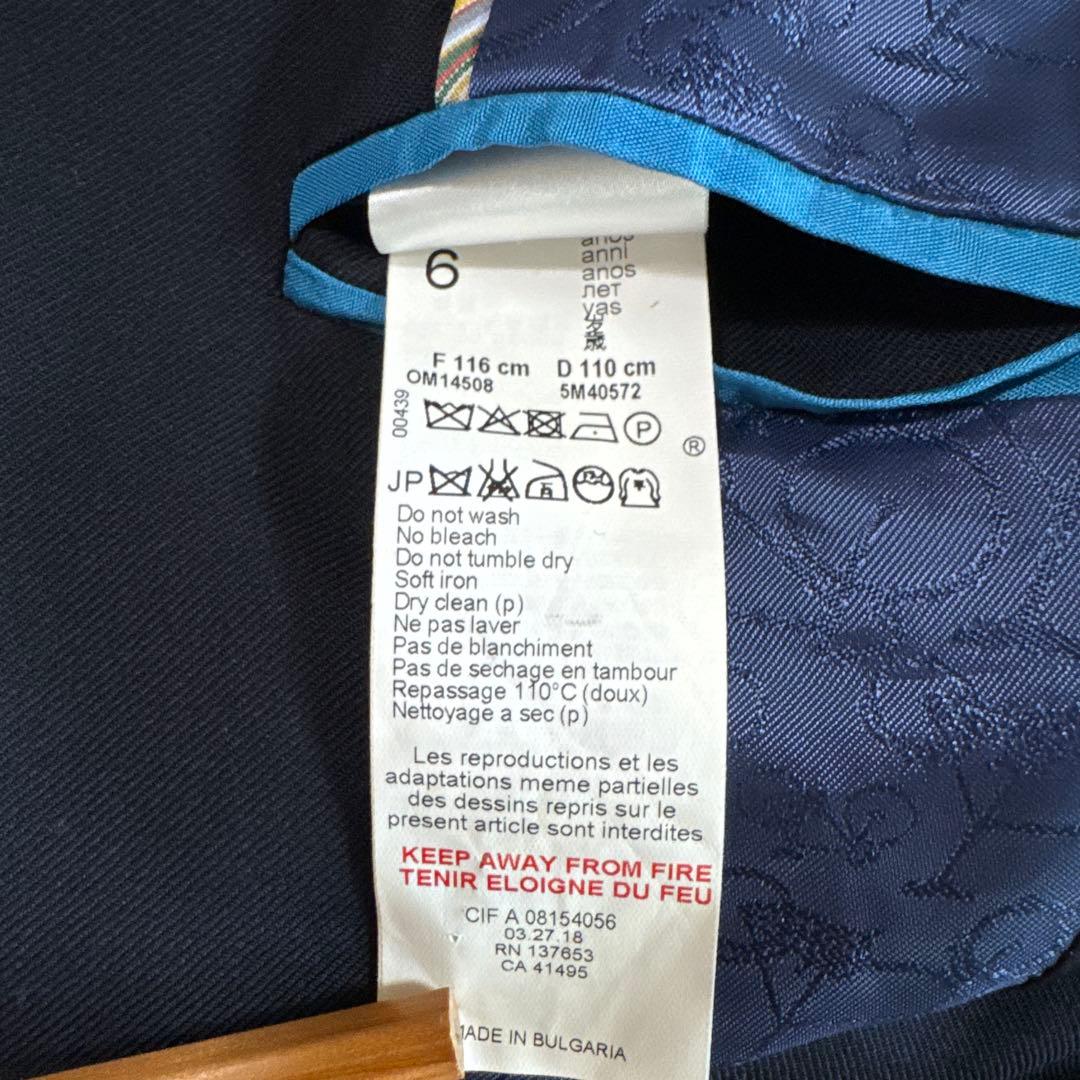 6
anni
anos
лет
yas
歳
F 116 cm D 110 cm
OM14508 5M40572
00439
P
®
JP
Do not wash
No bleach
Do not tumble dry
Soft iron
Dry clean (p)
Ne pas laver
Pas de blanchiment
Pas de sechage en tambour
Repassage 110°C (doux)
Nettoyage a sec (p)
Les reproductions et les
adaptations meme partielles
des dessins repris sur le
present article sont interdites
KEEP AWAY FROM FIRE
TENIR ELOIGNE DU FEU
CIF A 08154056
03.27.18
RN 137653
CA 41495
MADE IN BULGARIA